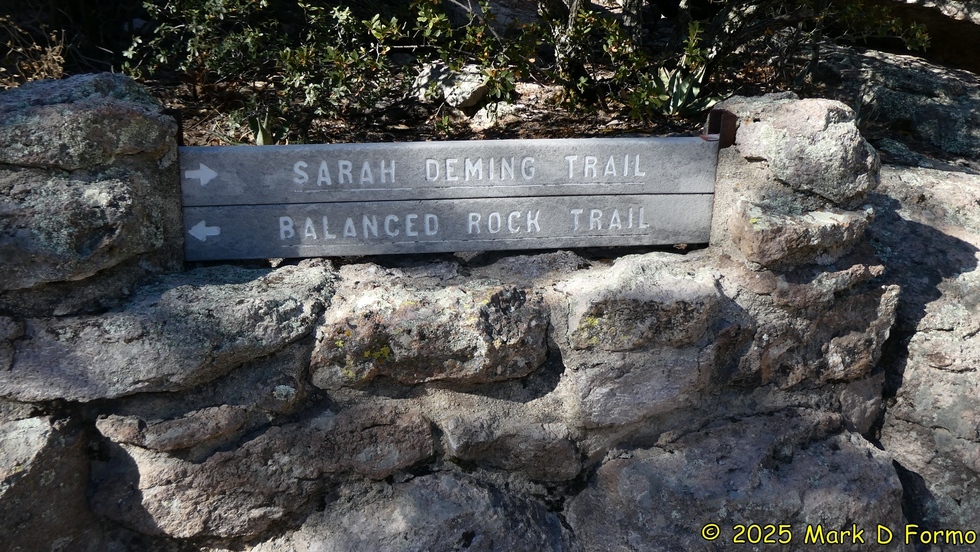 → SARAH DEMING TRAIL
← BALANCED ROCK TRAIL
© 2025 Mark D Formo